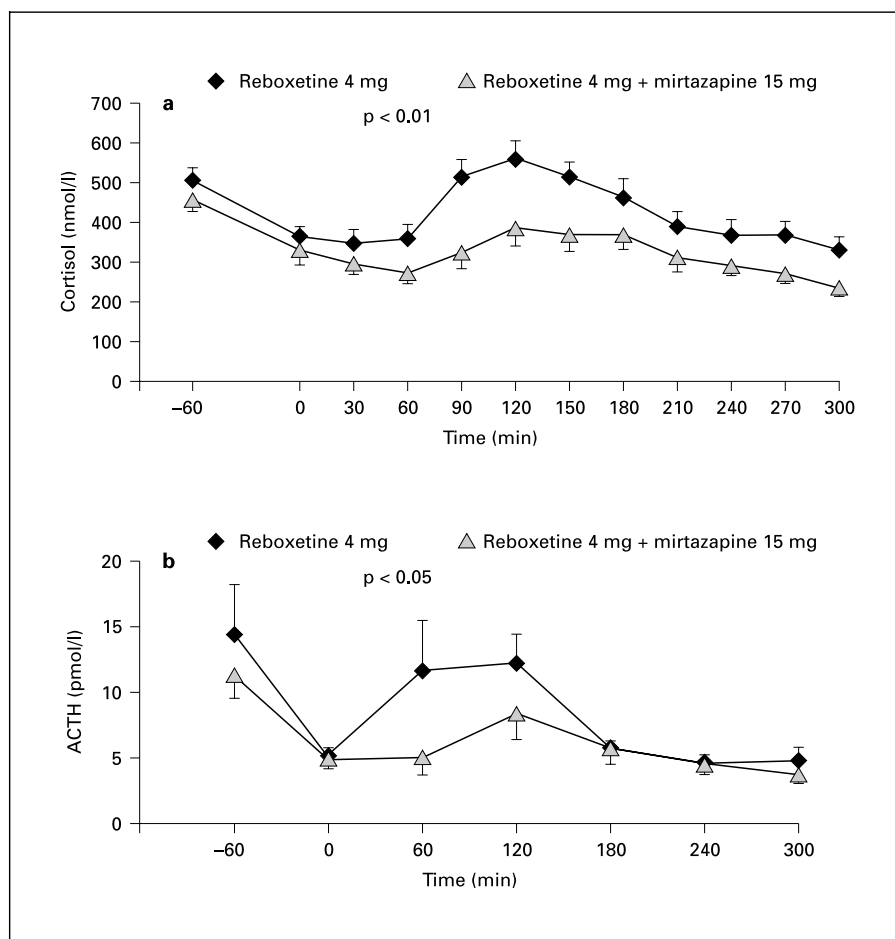 Reboxetine 4 mg Reboxetine 4 mg + mirtazapine 15 mg
a
p < 0.01
700
600
500
400
300
200
100
0
Cortisol (nmol/l)
–60 0 30 60 90 120 150 180 210 240 270 300
Time (min)
Reboxetine 4 mg Reboxetine 4 mg + mirtazapine 15 mg
b
p < 0.05
20
15
10
5
0
ACTH (pmol/l)
–60 0 60 120 180 240 300
Time (min)